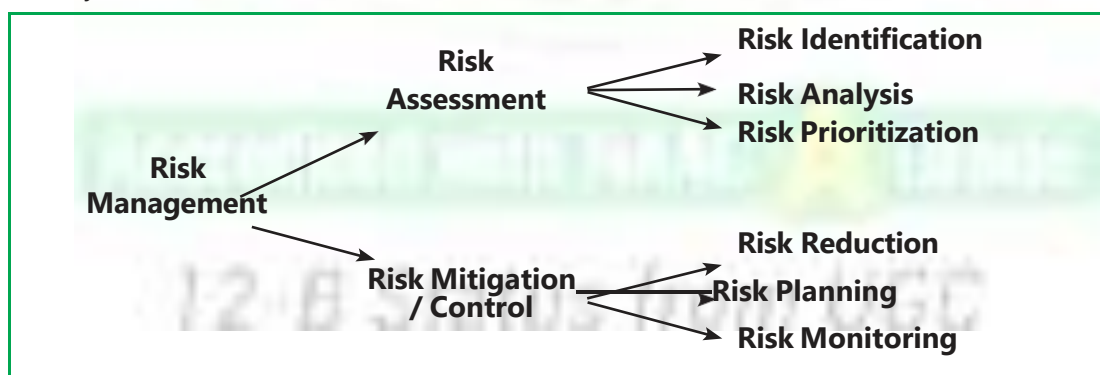 Risk Identification
Risk
Assessment
Risk Analysis
Risk Prioritization
Risk
Management
Risk Reduction
Risk Mitigation
/ Control
Risk Planning
Risk Monitoring